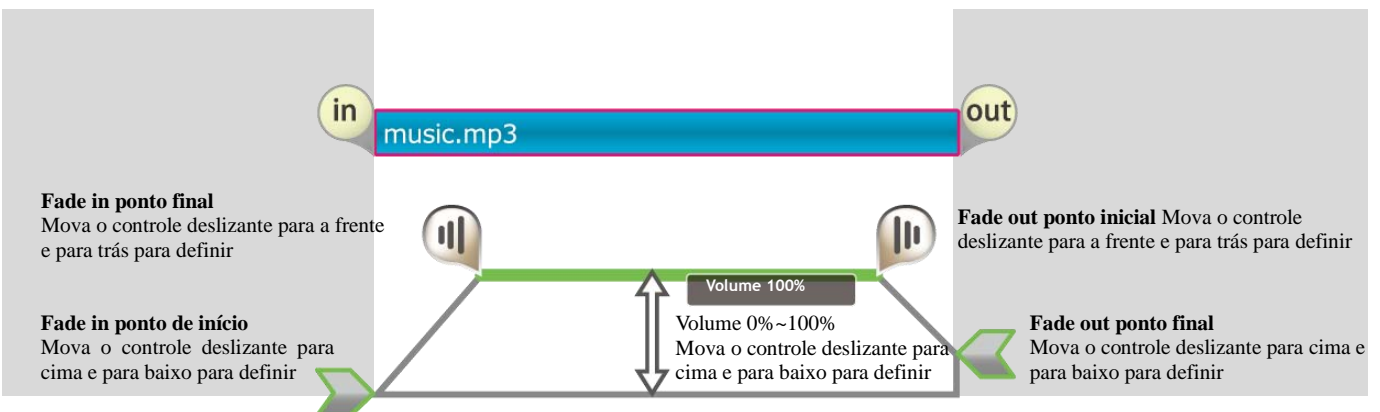 in
out
music.mp3
Fade in ponto final
Mova o controle deslizante para a frente
e para trás para definir
Fade out ponto inicial Mova o controle
deslizante para a frente e para trás para definir
Volume 100%
Volume 0%~100%
Mova o controle deslizante para
cima e para baixo para definir
Fade in ponto de início
Mova o controle deslizante para
cima e para baixo para definir
Fade out ponto final
Mova o controle deslizante para cima e
para baixo para definir